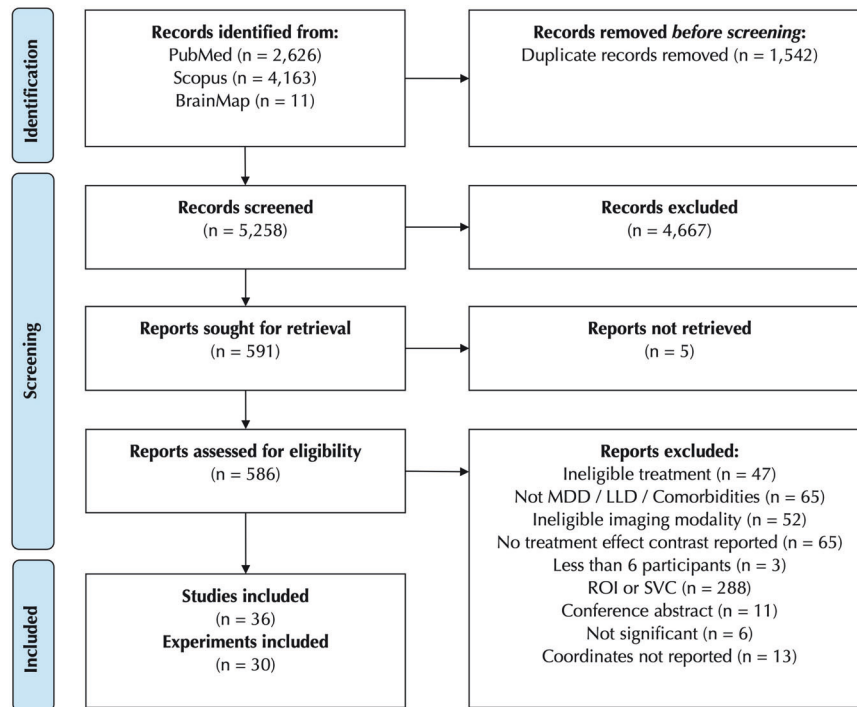 Identification
Records identified from:
PubMed (n = 2,626)
Scopus (n = 4,163)
BrainMap (n = 11)
Records removed before screening:
Duplicate records removed (n = 1,542)
Screening
Records screened
(n = 5,258)
Records excluded
(n = 4,667)
Reports sought for retrieval
(n = 591)
Reports not retrieved
(n = 5)
Reports assessed for eligibility
(n = 586)
Reports excluded:
Ineligible treatment (n = 47)
Not MDD / LLD / Comorbidities (n = 65)
Ineligible imaging modality (n = 52)
No treatment effect contrast reported (n = 65)
Less than 6 participants (n = 3)
ROI or SVC (n = 288)
Conference abstract (n = 11)
Not significant (n = 6)
Coordinates not reported (n = 13)
Included
Studies included
(n = 36)
Experiments included
(n = 30)